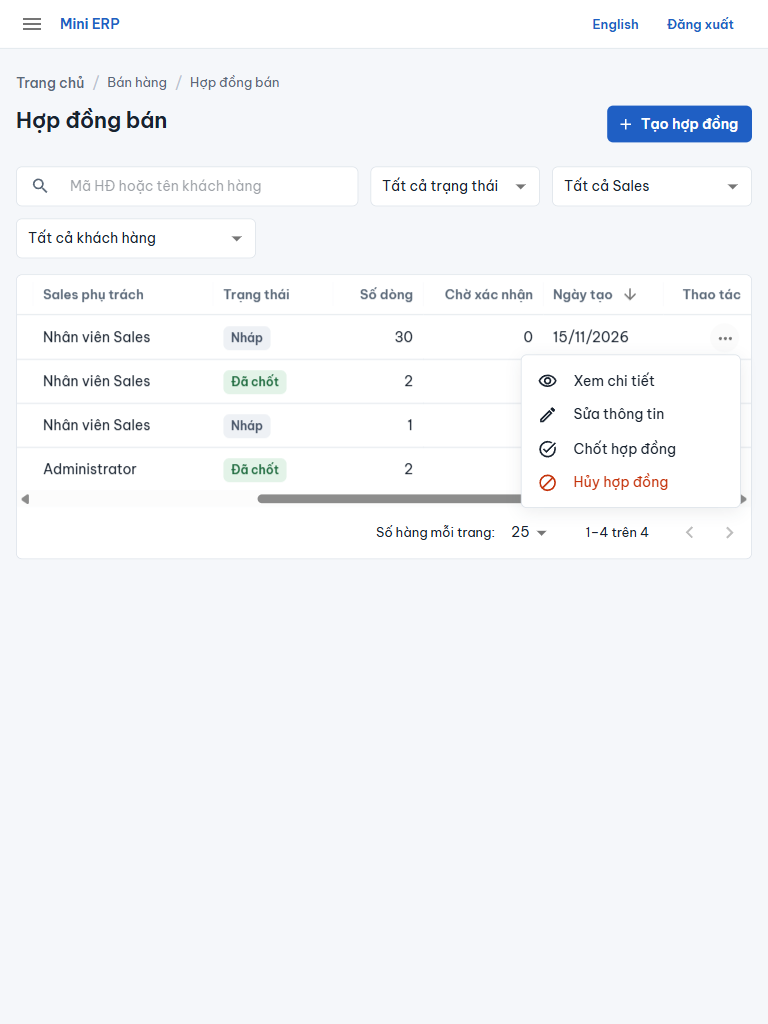 Mini ERP
English
Đăng xuất
Trang chủ / Bán hàng / Hợp đồng bán
Hợp đồng bán
+ Tạo hợp đồng
Mã HĐ hoặc tên khách hàng
Tất cả trạng thái
Tất cả Sales
Tất cả khách hàng
Sales phụ trách Trạng thái Số dòng Chờ xác nhận Ngày tạo Thao tác
Nhân viên Sales Nháp 30 0 15/11/2026
Nhân viên Sales Đã chốt 2
Nhân viên Sales Nháp 1
Administrator Đã chốt 2
Xem chi tiết
Sửa thông tin
Chốt hợp đồng
Hủy hợp đồng
Số hàng mỗi trang: 25 1–4 trên 4